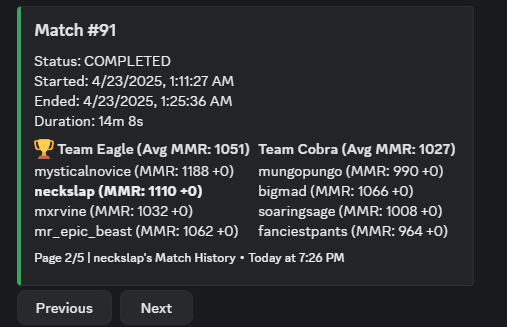 Match #91
Status: COMPLETED
Started: 4/23/2025, 1:11:27 AM
Ended: 4/23/2025, 1:25:36 AM
Duration: 14m 8s
🏆 Team Eagle (Avg MMR: 1051) Team Cobra (Avg MMR: 1027)
mysticalnovice (MMR: 1188 +0) mungopungo (MMR: 990 +0)
neckslap (MMR: 1110 +0) bigmad (MMR: 1066 +0)
mxrvine (MMR: 1032 +0) soaringsage (MMR: 1008 +0)
mr_epic_beast (MMR: 1062 +0) fanciestpants (MMR: 964 +0)
Page 2/5 | neckslap's Match History • Today at 7:26 PM
Previous Next